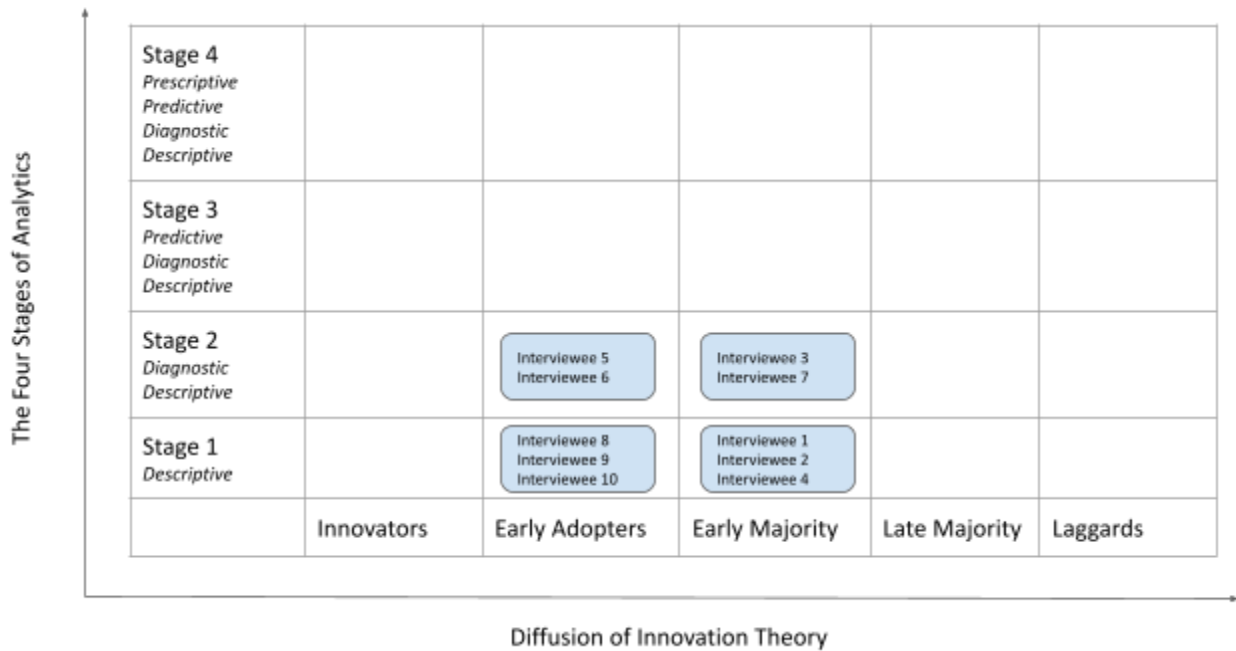 The Four Stages of Analytics
Stage 4
Prescriptive
Predictive
Diagnostic
Descriptive
Stage 3
Predictive
Diagnostic
Descriptive
Stage 2
Diagnostic
Descriptive
Interviewee 5
Interviewee 6
Interviewee 3
Interviewee 7
Stage 1
Descriptive
Interviewee 8
Interviewee 9
Interviewee 10
Interviewee 1
Interviewee 2
Interviewee 4
Innovators
Early Adopters
Early Majority
Late Majority
Laggards
Diffusion of Innovation Theory